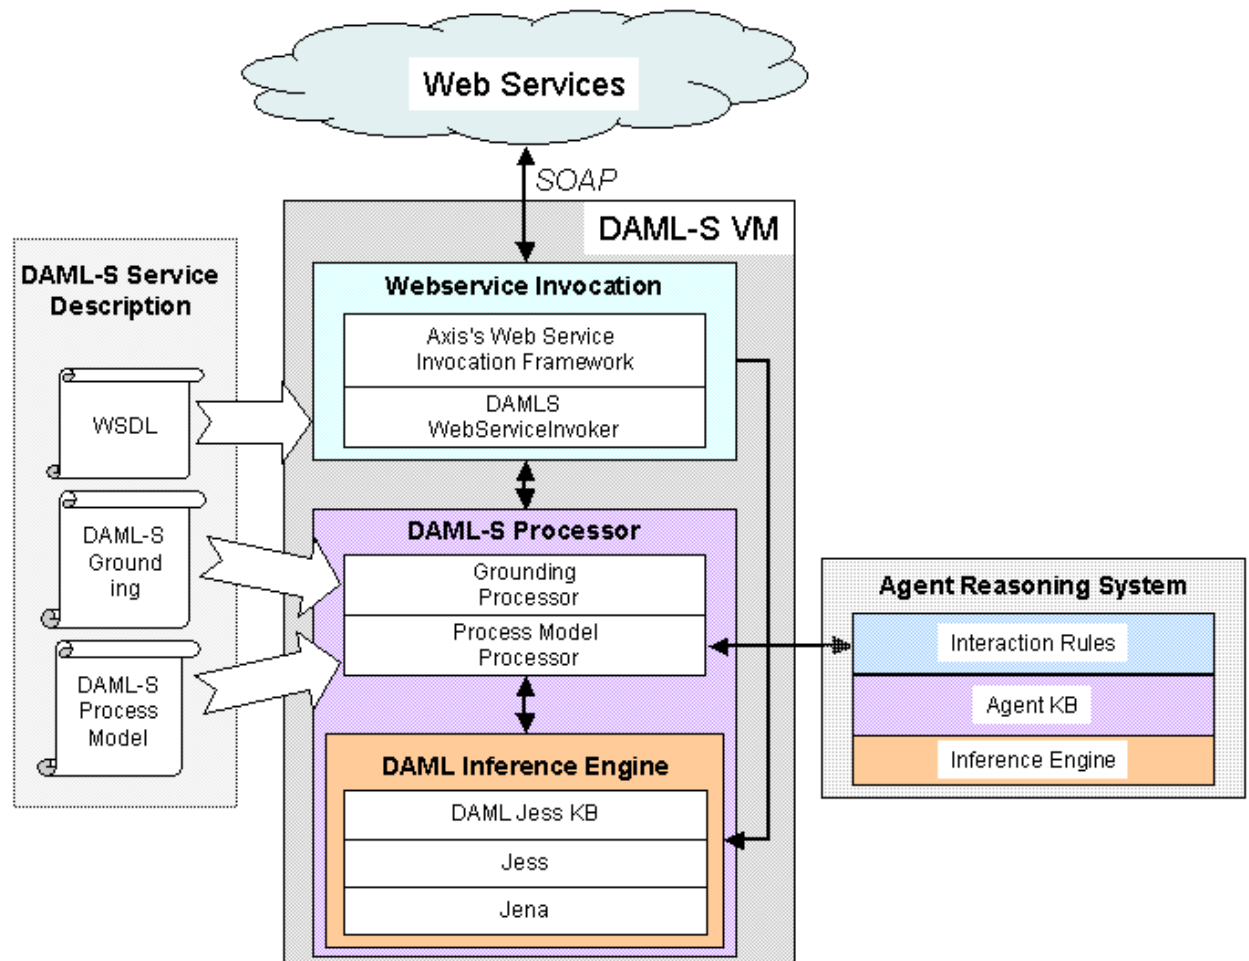 Web Services
SOAP
DAML-S VM
DAML-S Service
Description
WSDL
DAML-S
Ground
ing
DAML-S
Process
Model
Webservice Invocation
Axis's Web Service
Invocation Framework
DAMLS
WebServiceInvoker
DAML-S Processor
Grounding
Processor
Process Model
Processor
DAML Inference Engine
DAML Jess KB
Jess
Jena
Agent Reasoning System
Interaction Rules
Agent KB
Inference Engine